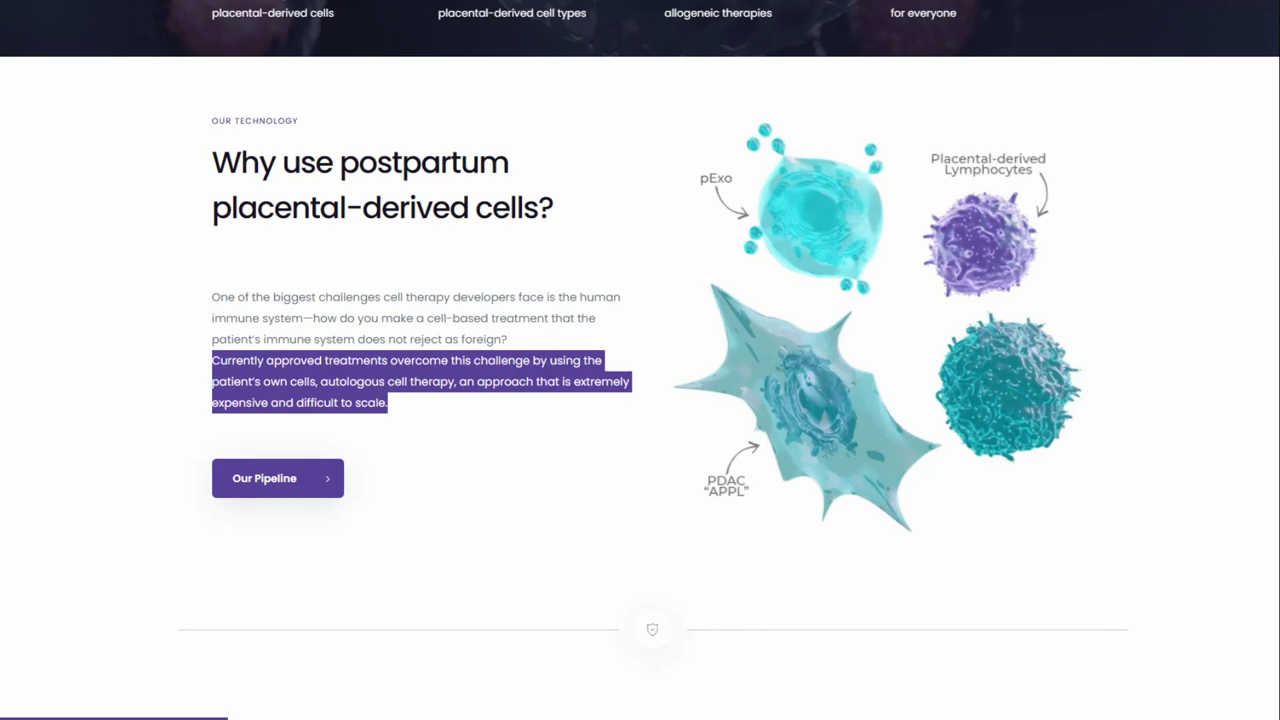 placental-derived cells
placental-derived cell types
allogeneic therapies
for everyone
OUR TECHNOLOGY
Why use postpartum
placental-derived cells?
One of the biggest challenges cell therapy developers face is the human
immune system—how do you make a cell-based treatment that the
patient's immune system does not reject as foreign?
Currently approved treatments overcome this challenge by using the
patient's own cells, autologous cell therapy, an approach that is extremely
expensive and difficult to scale.
Our Pipeline
pExo
Placental-derived
Lymphocytes
PDAC
“APPL”